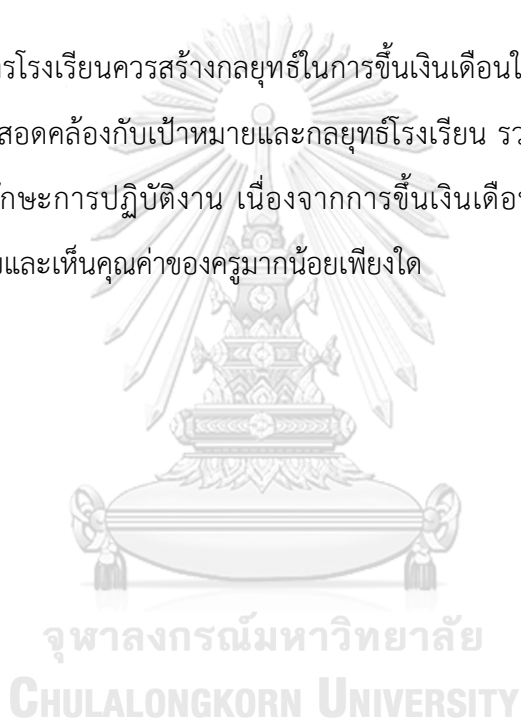 รโรงเรียนควรสร้างกลยุทธ์ในการขึ้นเงินเดือนใ
สอดคล้องกับเป้าหมายและกลยุทธ์โรงเรียน รว
ักษะการปฏิบัติงาน เนื่องจากการขึ้นเงินเดือน
และเห็นคุณค่าของครูมากน้อยเพียงใด
จุฬาลงกรณ์มหาวิทยาลัย
CHULALONGKORN UNIVERSITY